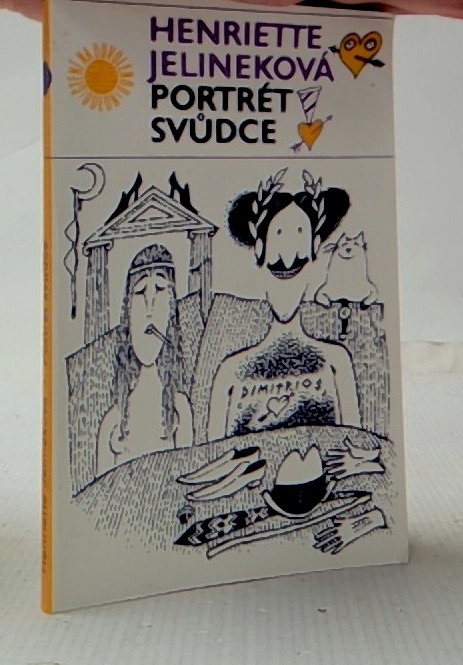 HENRIETTE
JELINEKOVÁ
PORTRÉT
SVŮDCE
DIMITRIOS